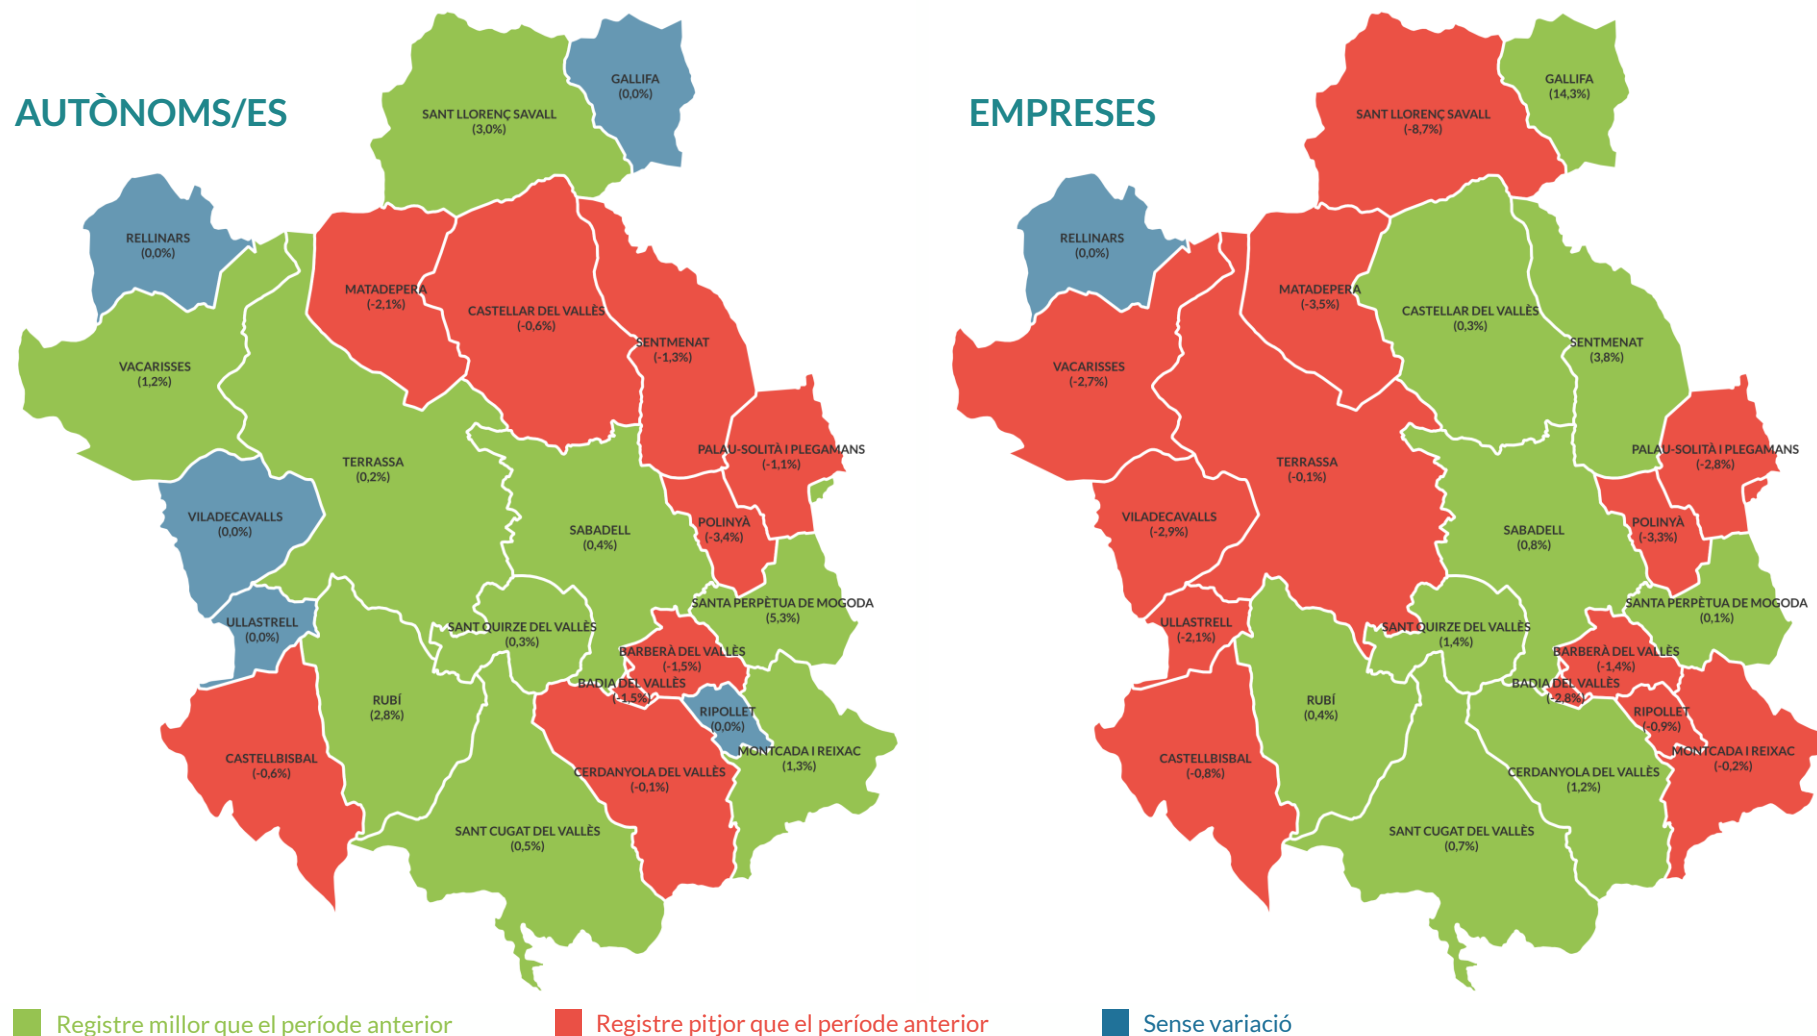 AUTÒNOMS/ES
GALLIFA
(0,0%)
SANT LLORENÇ SAVALL
(3,0%)
RELLINARS
(0,0%)
MATADEPERA
(-2,1%)
CASTELLAR DEL VALLÈS
(-0,6%)
SENTMENAT
(-1,3%)
VACARISSES
(1,2%)
PALAU-SOLITÀ I PLEGAMANS
(-1,1%)
TERRASSA
(0,2%)
VILADECAVALLS
(0,0%)
SABADELL
(0,4%)
POLINYÀ
(-3,4%)
SANTA PERPÈTUA DE MOGODA
(5,3%)
ULLASTRELL
(0,0%)
SANT QUIRZE DEL VALLÈS
(0,3%)
BARBERÀ DEL VALLÈS
(-1,5%)
BADIA DEL VALLÈS
(-1,5%)
RUBÍ
(2,8%)
RIPOLLET
(0,0%)
MONTCADA I REIXAC
(1,3%)
CASTELLBISBAL
(-0,6%)
CERDANYOLA DEL VALLÈS
(-0,1%)
SANT CUGAT DEL VALLÈS
(0,5%)
EMPRESES
GALLIFA
(14,3%)
SANT LLORENÇ SAVALL
(-8,7%)
RELLINARS
(0,0%)
MATADEPERA
(-3,5%)
CASTELLAR DEL VALLÈS
(0,3%)
SENTMENAT
(3,8%)
VACARISSES
(-2,7%)
PALAU-SOLITÀ I PLEGAMANS
(-2,8%)
TERRASSA
(-0,1%)
VILADECAVALLS
(-2,9%)
SABADELL
(0,8%)
POLINYÀ
(-3,3%)
SANTA PERPÈTUA DE MOGODA
(0,1%)
ULLASTRELL
(-2,1%)
SANT QUIRZE DEL VALLÈS
(1,4%)
BARBERÀ DEL VALLÈS
(-1,4%)
BADIA DEL VALLÈS
(-2,8%)
RUBÍ
(0,4%)
RIPOLLET
(-0,9%)
MONTCADA I REIXAC
(-0,2%)
CASTELLBISBAL
(-0,8%)
CERDANYOLA DEL VALLÈS
(1,2%)
SANT CUGAT DEL VALLÈS
(0,7%)
Registre millor que el període anterior
Registre pitjor que el període anterior
Sense variació